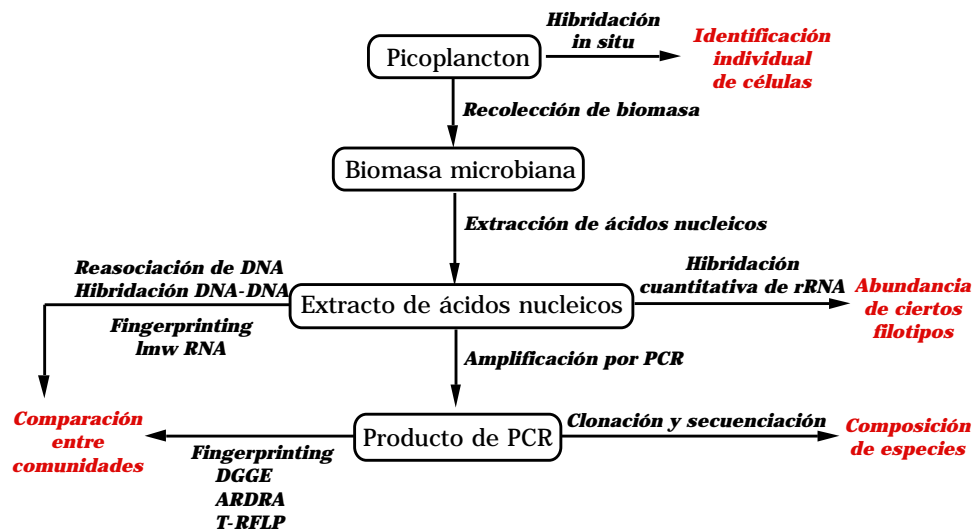 Hibridación
in situ
Picoplancton
Identificación
individual
de células
Recolección de biomasa
Biomasa microbiana
Extracción de ácidos nucleicos
Reasociación de DNA
Hibridación DNA-DNA
Fingerprinting
lmw RNA
Extracto de ácidos nucleicos
Hibridación
cuantitativa de rRNA
Abundancia
de ciertos
filotipos
Amplificación por PCR
Comparación
entre
comunidades
Fingerprinting
DGGE
ARDRA
T-RFLP
Producto de PCR
Clonación y secuenciación
Composición
de especies